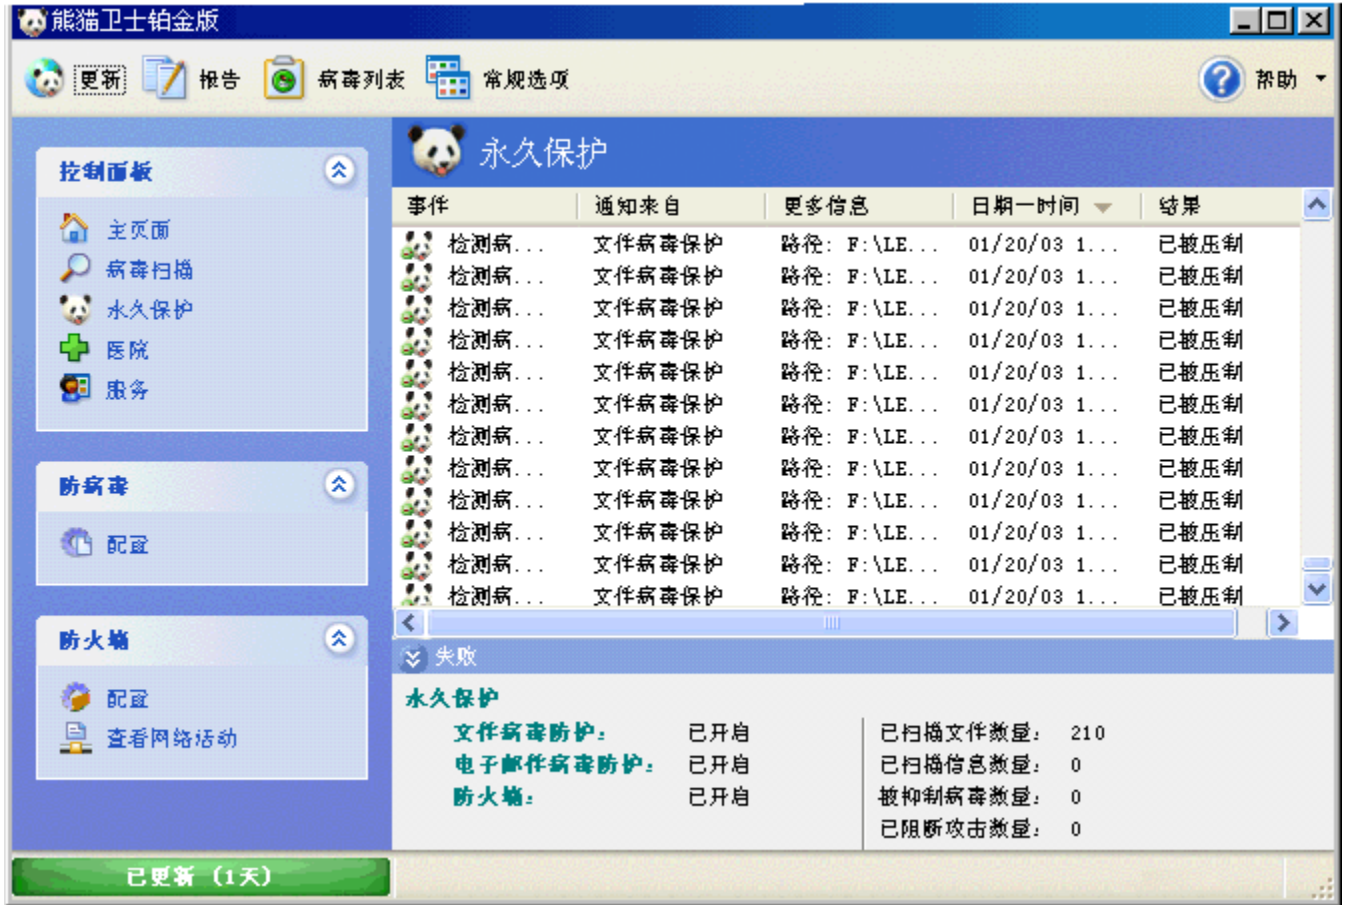 熊猫卫士铂金版
更新 报告 病毒列表 常规选项 帮助
控制面板
主页面
病毒扫描
永久保护
医院
服务
防病毒
配置
防火墙
配置
查看网络活动
已更新 (1天)
永久保护
事件 通知来自 更多信息 日期—时间 结果
检测病... 文件病毒保护 路径: F:\LE... 01/20/03 1... 已被压制
检测病... 文件病毒保护 路径: F:\LE... 01/20/03 1... 已被压制
检测病... 文件病毒保护 路径: F:\LE... 01/20/03 1... 已被压制
检测病... 文件病毒保护 路径: F:\LE... 01/20/03 1... 已被压制
检测病... 文件病毒保护 路径: F:\LE... 01/20/03 1... 已被压制
检测病... 文件病毒保护 路径: F:\LE... 01/20/03 1... 已被压制
检测病... 文件病毒保护 路径: F:\LE... 01/20/03 1... 已被压制
检测病... 文件病毒保护 路径: F:\LE... 01/20/03 1... 已被压制
检测病... 文件病毒保护 路径: F:\LE... 01/20/03 1... 已被压制
检测病... 文件病毒保护 路径: F:\LE... 01/20/03 1... 已被压制
检测病... 文件病毒保护 路径: F:\LE... 01/20/03 1... 已被压制
检测病... 文件病毒保护 路径: F:\LE... 01/20/03 1... 已被压制
失败
永久保护
文件病毒防护: 已开启 已扫描文件数量: 210
电子邮件病毒防护: 已开启 已扫描信息数量: 0
防火墙: 已开启 被抑制病毒数量: 0
已阻断攻击数量: 0